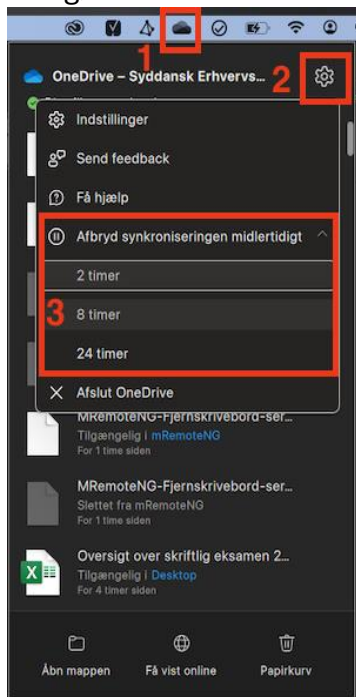 1
OneDrive – Syddansk Erhvervs...
2
Indstillinger
Send feedback
Få hjælp
Afbryd synkroniseringen midlertidigt
2 timer
3
8 timer
24 timer
Afslut OneDrive
MRemoteNG-Fjernskrivebord-ser...
Tilgængelig i mRemoteNG
For 1 time siden
MRemoteNG-Fjernskrivebord-ser...
Slettet fra mRemoteNG
For 1 time siden
Oversigt over skriftlig eksamen 2...
Tilgængelig i Desktop
For 4 timer siden
Åbn mappen Få vist online Papirkurv